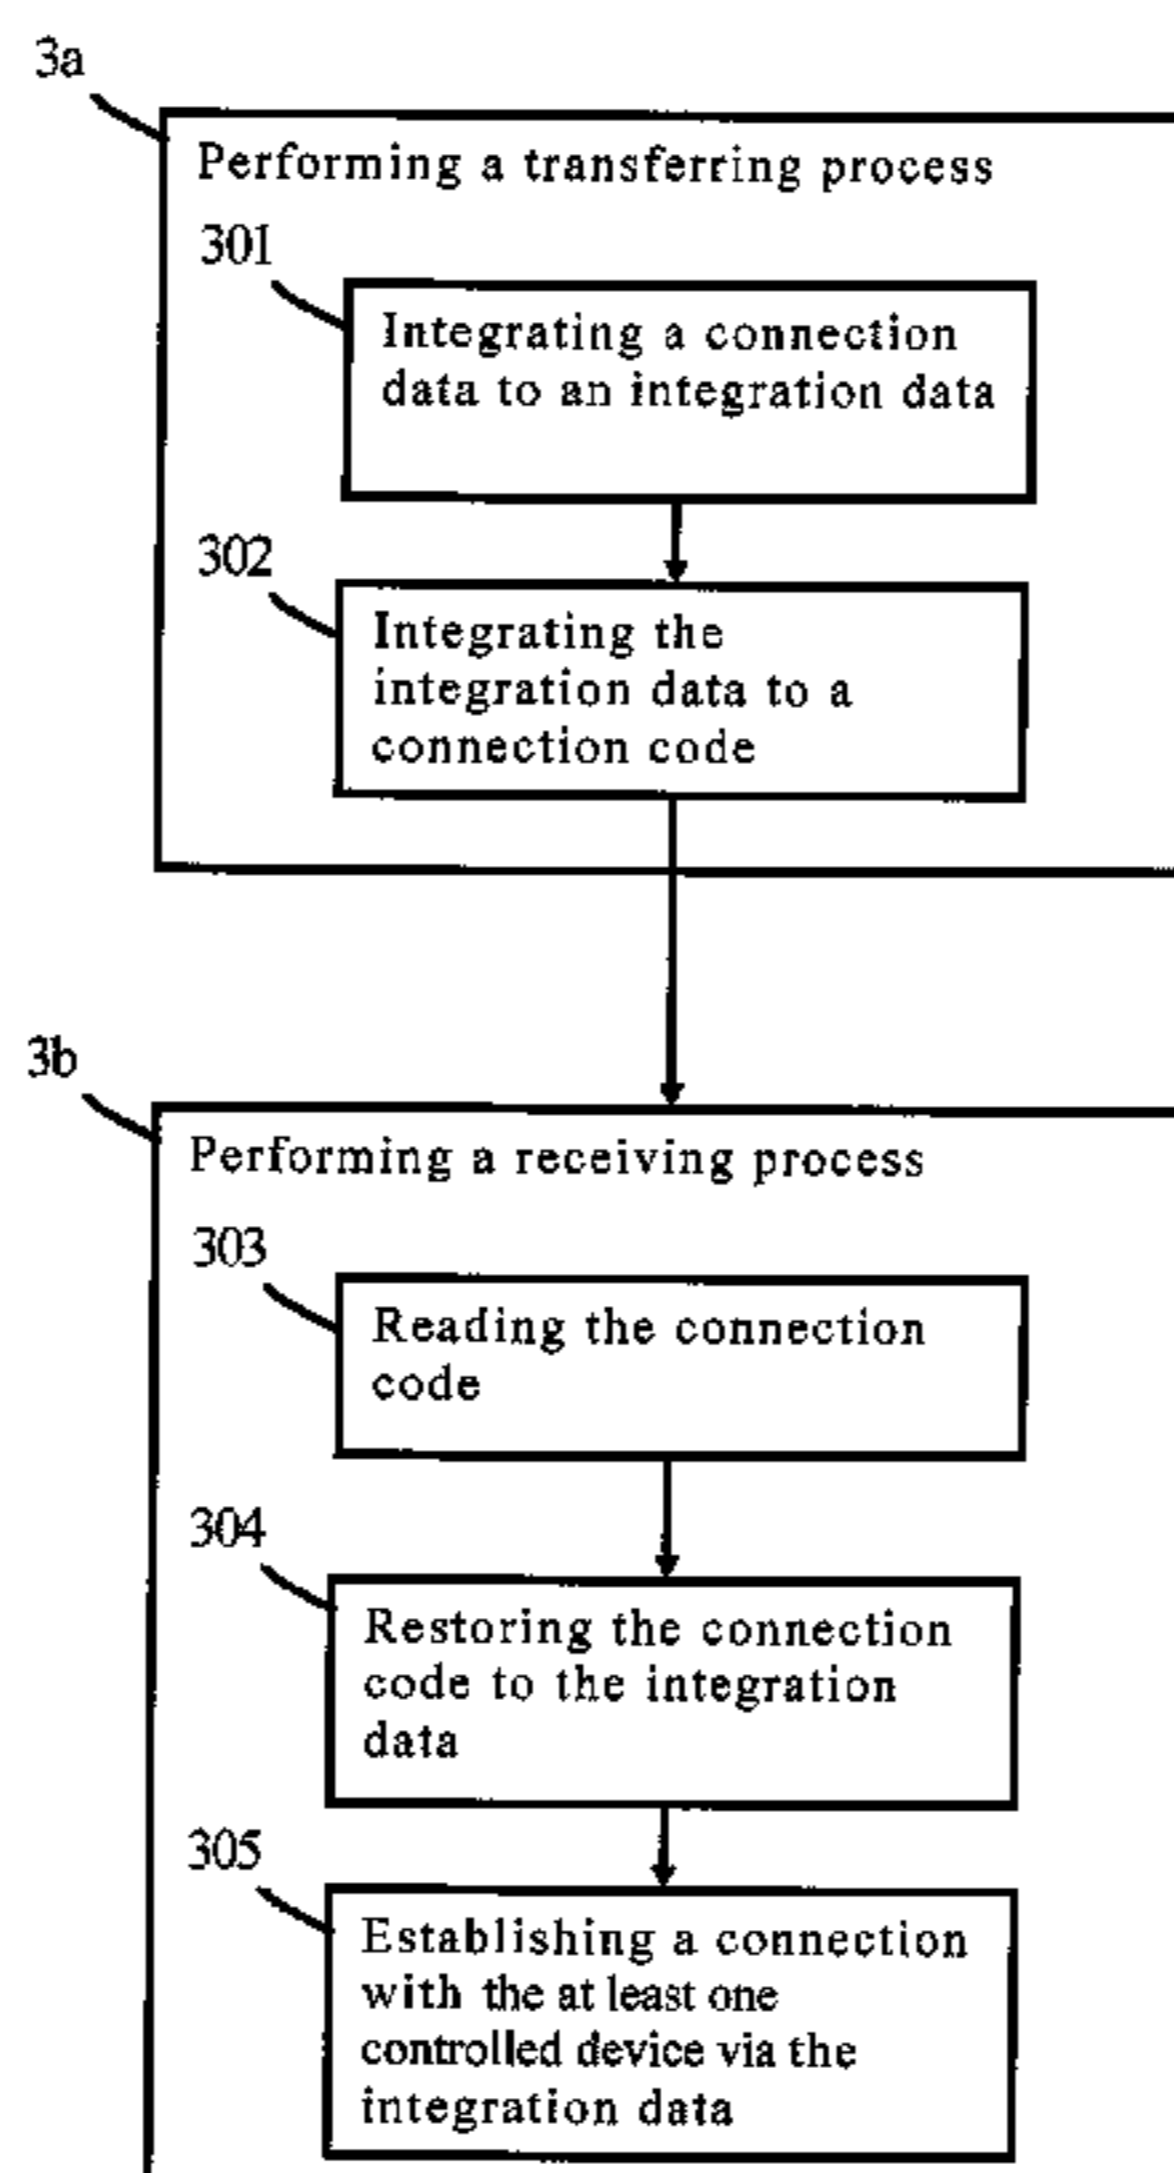 3a
Performing a transferring process
301
Integrating a connection
data to an integration data
302
Integrating the
integration data to a
connection code
3b
Performing a receiving process
303
Reading the connection
code
304
Restoring the connection
code to the integration
data
305
Establishing a connection
with the at least one
controlled device via the
integration data